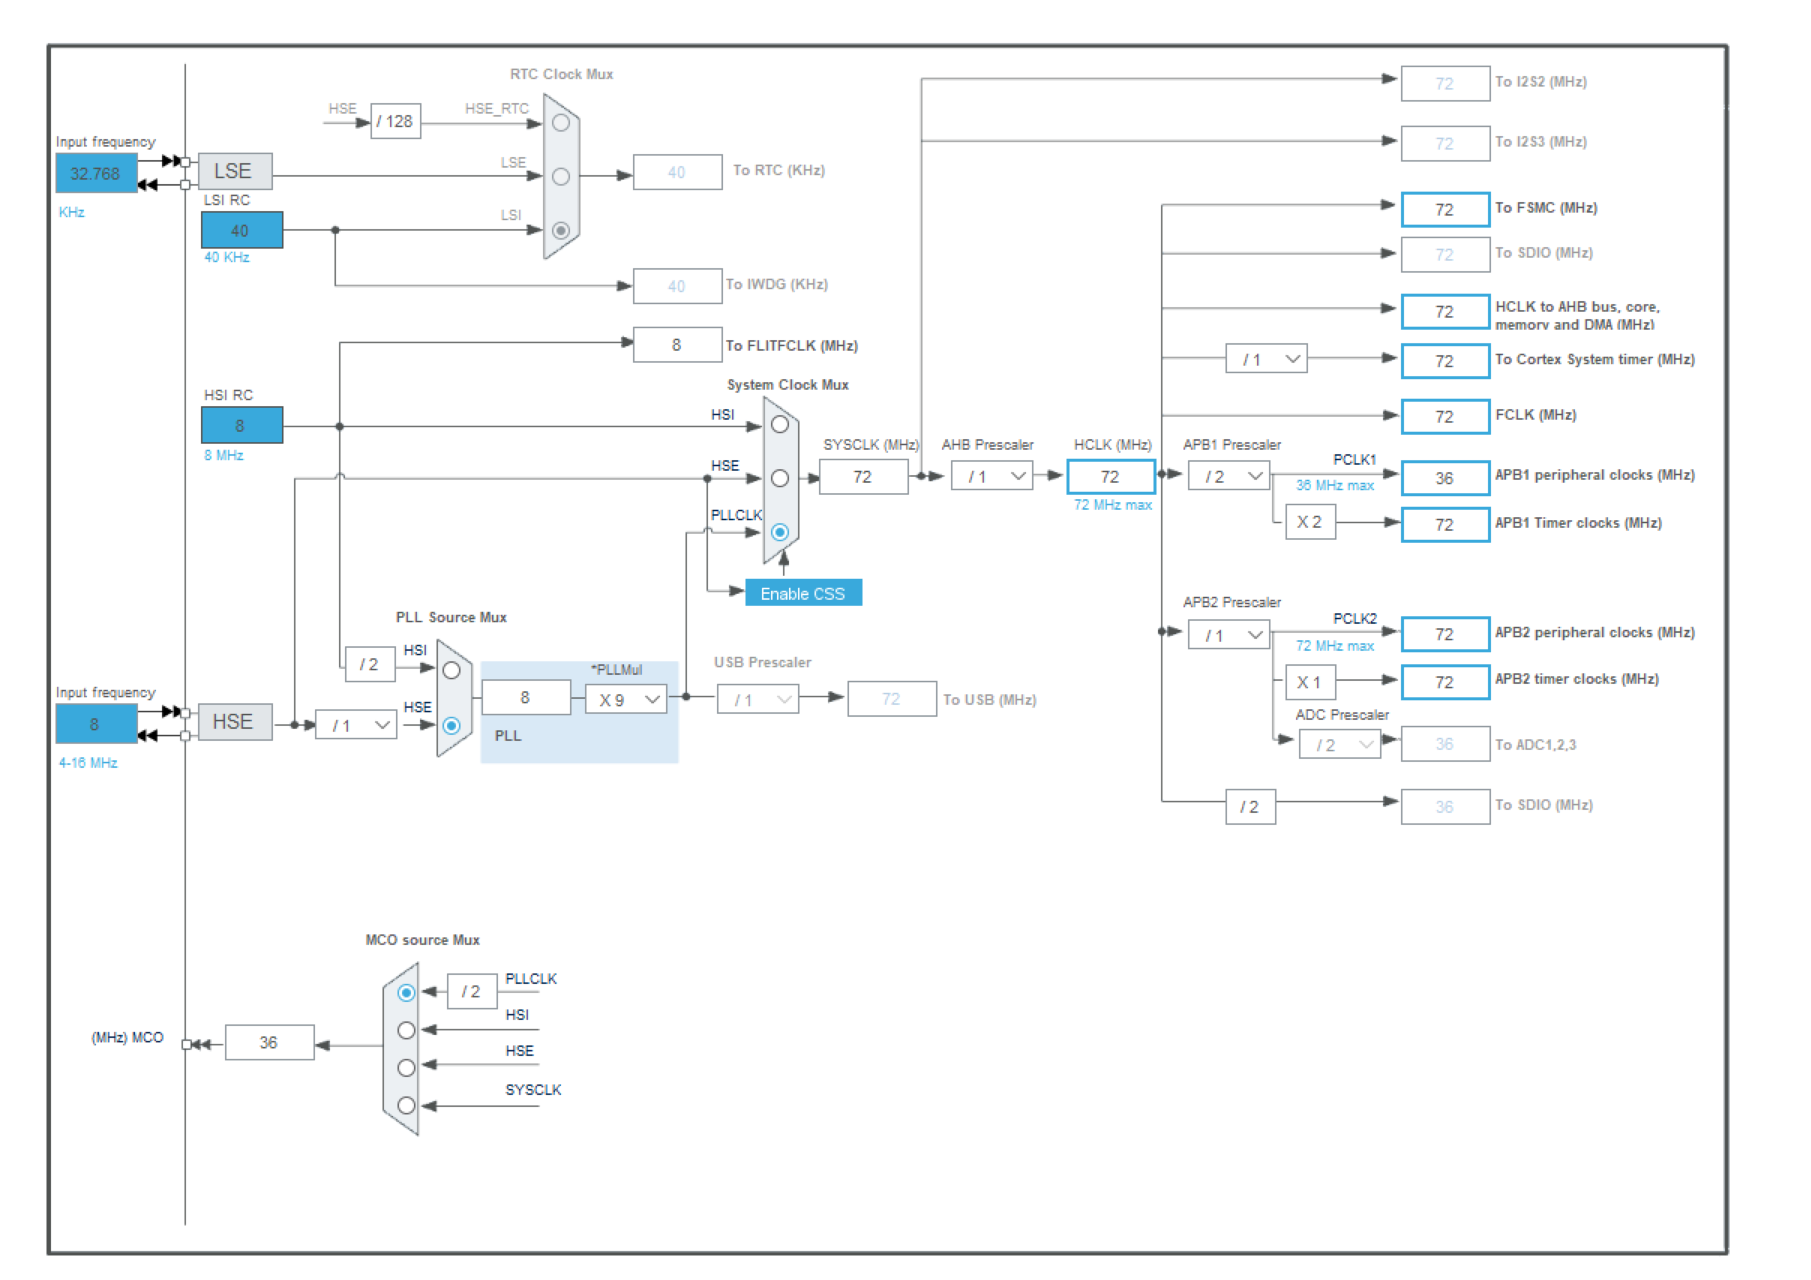 RTC Clock Mux
HSE
/ 128
HSE_RTC
Input frequency
32.768
KHz
LSE
LSE
40
To RTC (KHz)
LSI RC
40
40 KHz
LSI
40
To IWDG (KHz)
8
To FLITFCLK (MHz)
HSI RC
8
8 MHz
System Clock Mux
HSI
HSE
PLLCLK
SYSCLK (MHz)
72
AHB Prescaler
/ 1
HCLK (MHz)
72
72 MHz max
Enable CSS
PLL Source Mux
/ 2
HSI
Input frequency
8
4-16 MHz
HSE
/ 1
HSE
8
*PLLMul
X 9
PLL
USB Prescaler
/ 1
72
To USB (MHz)
72
To I2S2 (MHz)
72
To I2S3 (MHz)
72
To FSMC (MHz)
72
To SDIO (MHz)
72
HCLK to AHB bus, core,
memory and DMA (MHz)
/ 1
72
To Cortex System timer (MHz)
72
FCLK (MHz)
APB1 Prescaler
/ 2
PCLK1
36 MHz max
36
APB1 peripheral clocks (MHz)
X 2
72
APB1 Timer clocks (MHz)
APB2 Prescaler
/ 1
PCLK2
72 MHz max
72
APB2 peripheral clocks (MHz)
X 1
72
APB2 timer clocks (MHz)
ADC Prescaler
/ 2
36
To ADC1,2,3
/ 2
36
To SDIO (MHz)
MCO source Mux
/ 2
PLLCLK
HSI
HSE
SYSCLK
(MHz) MCO
36